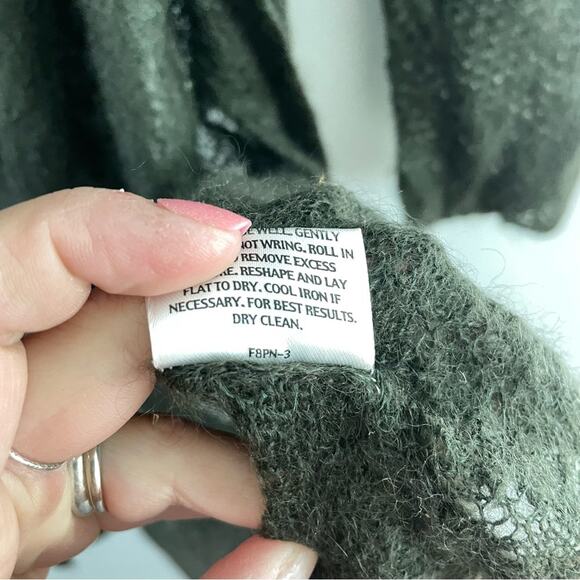 WELL. GENTLY
NOT WRING. ROLL IN
REMOVE EXCESS
RE. RESHAPE AND LAY
FLAT TO DRY. COOL IRON IF
NECESSARY. FOR BEST RESULTS.
DRY CLEAN.
F8PN-3